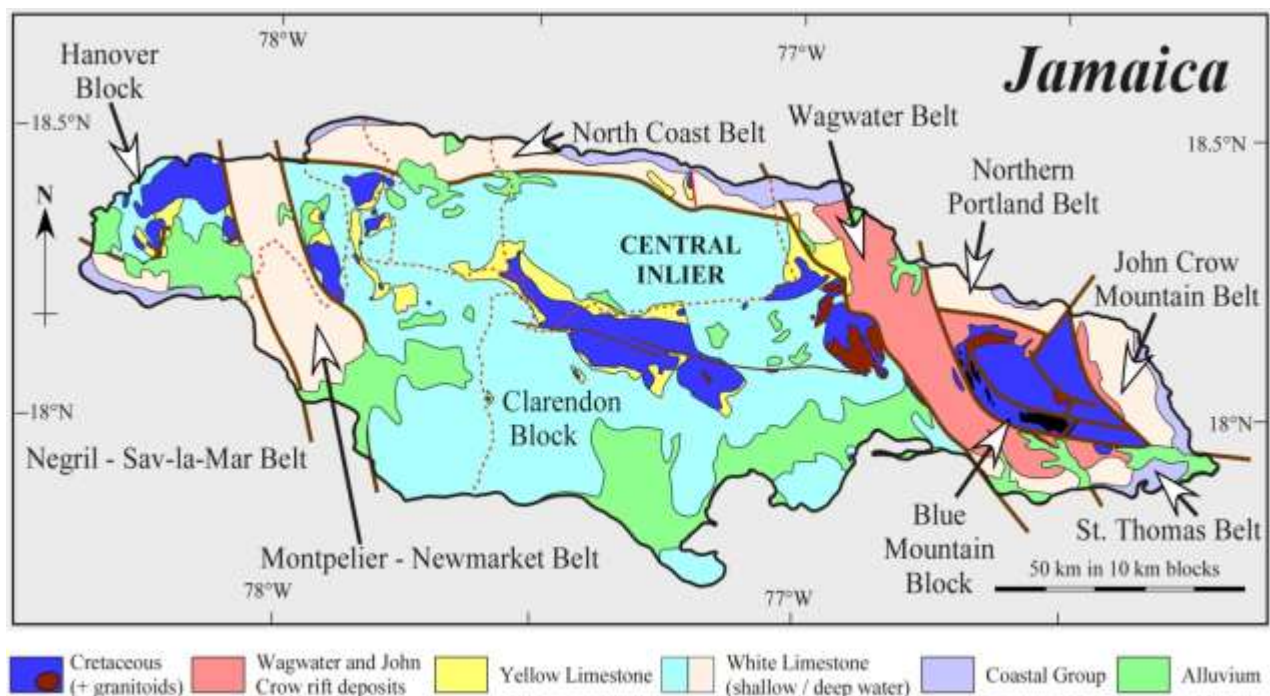 78°W
77°W
Jamaica
Hanover
Block
18.5°N
North Coast Belt
Wagwater Belt
18.5°N
Northern
Portland Belt
N
CENTRAL
INLIER
John Crow
Mountain Belt
18°N
Clarendon
Block
18°N
Negril - Sav-la-Mar Belt
Montpelier - Newmarket Belt
Blue
Mountain
Block
St. Thomas Belt
50 km in 10 km blocks
78°W
77°W
Cretaceous
(+ granitoids)
Wagwater and John
Crow rift deposits
Yellow Limestone
White Limestone
(shallow / deep water)
Coastal Group
Alluvium